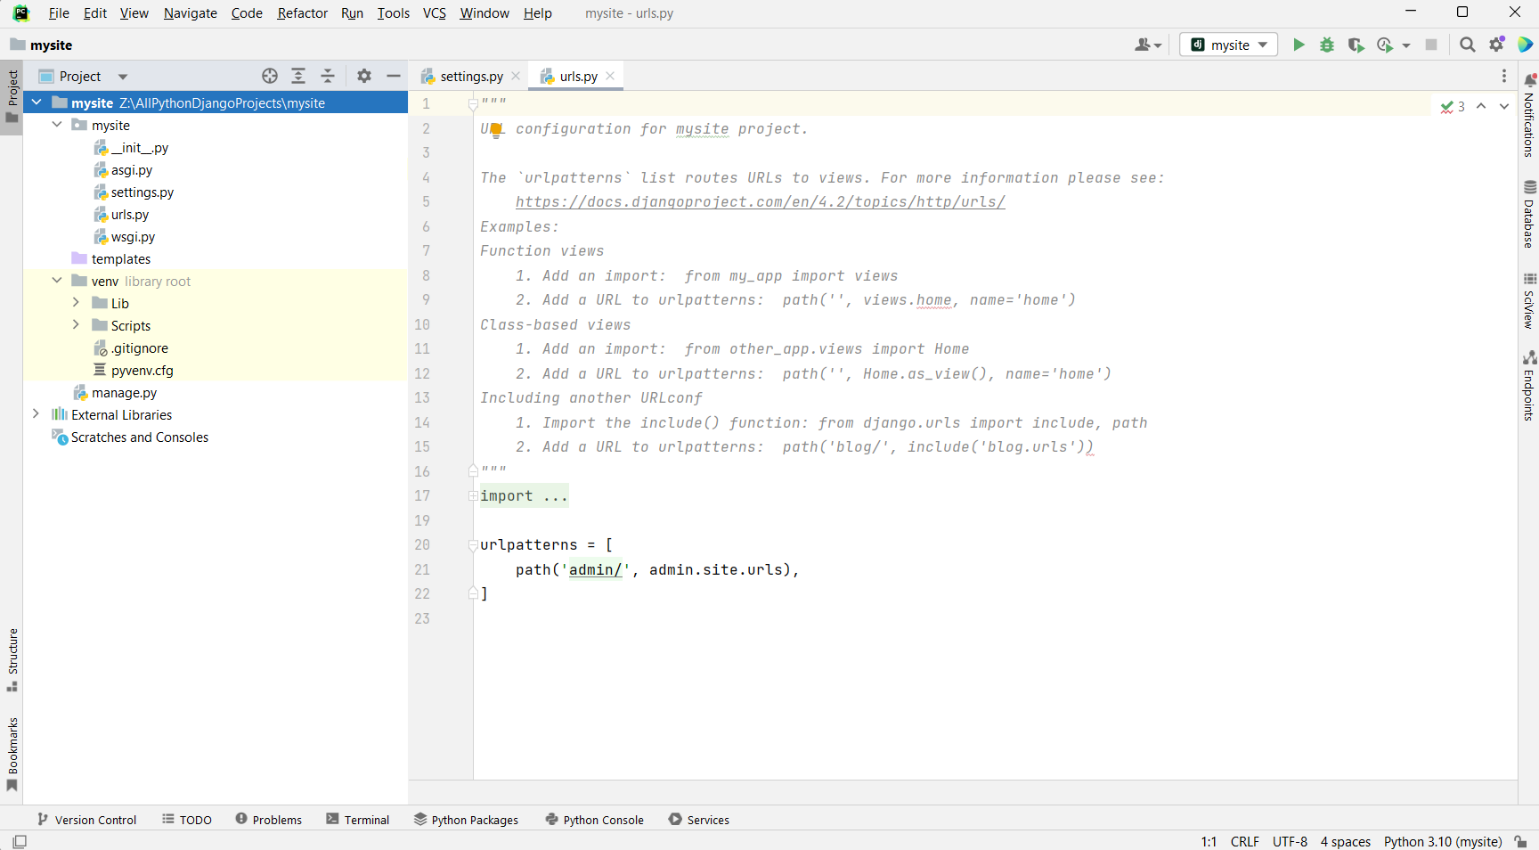 File Edit View Navigate Code Refactor Run Tools VCS Window Help mysite - urls.py
mysite
mysite
Project
settings.py
urls.py
Project
mysite Z:\AllPythonDjangoProjects\mysite
mysite
__init__.py
asgi.py
settings.py
urls.py
wsgi.py
templates
venv library root
Lib
Scripts
.gitignore
pyvenv.cfg
manage.py
External Libraries
Scratches and Consoles
Structure
Bookmarks
3
1 """
2 URL configuration for mysite project.
3
4 The `urlpatterns` list routes URLs to views. For more information please see:
5 https://docs.djangoproject.com/en/4.2/topics/http/urls/
6 Examples:
7 Function views
8 1. Add an import:  from my_app import views
9 2. Add a URL to urlpatterns:  path('', views.home, name='home')
10 Class-based views
11 1. Add an import:  from other_app.views import Home
12 2. Add a URL to urlpatterns:  path('', Home.as_view(), name='home')
13 Including another URLconf
14 1. Import the include() function: from django.urls import include, path
15 2. Add a URL to urlpatterns:  path('blog/', include('blog.urls'))
16 """
17 import ...
19
20 urlpatterns = [
21 path('admin/', admin.site.urls),
22 ]
23
Notifications
Database
SciView
Endpoints
Version Control TODO Problems Terminal Python Packages Python Console Services
1:1 CRLF UTF-8 4 spaces Python 3.10 (mysite)